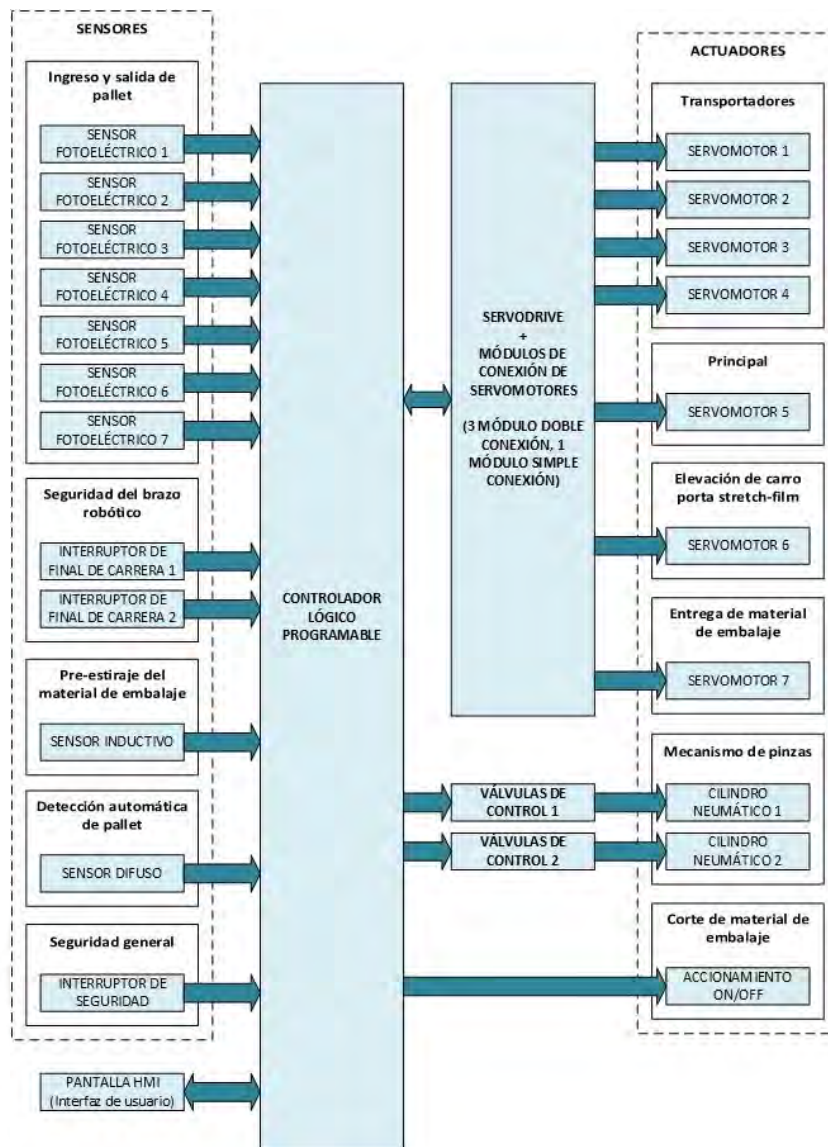 SENSORES
Ingreso y salida de
pallet
SENSOR
FOTOELÉCTRICO 1
SENSOR
FOTOELÉCTRICO 2
SENSOR
FOTOELÉCTRICO 3
SENSOR
FOTOELÉCTRICO 4
SENSOR
FOTOELÉCTRICO 5
SENSOR
FOTOELÉCTRICO 6
SENSOR
FOTOELÉCTRICO 7
Seguridad del brazo
robótico
INTERRUPTOR DE
FINAL DE CARRERA 1
INTERRUPTOR DE
FINAL DE CARRERA 2
Pre-estiraje del
material de embalaje
SENSOR INDUCTIVO
Detección automática
de pallet
SENSOR DIFUSO
Seguridad general
INTERRUPTOR DE
SEGURIDAD
PANTALLA HMI
(Interfaz de usuario)
CONTROLADOR
LÓGICO
PROGRAMABLE
SERVODRIVE
+
MÓDULOS DE
CONEXIÓN DE
SERVOMOTORES
(3 MÓDULO DOBLE
CONEXIÓN, 1
MÓDULO SIMPLE
CONEXIÓN)
VÁLVULAS DE
CONTROL 1
VÁLVULAS DE
CONTROL 2
ACTUADORES
Transportadores
SERVOMOTOR 1
SERVOMOTOR 2
SERVOMOTOR 3
SERVOMOTOR 4
Principal
SERVOMOTOR 5
Elevación de carro
porta stretch-film
SERVOMOTOR 6
Entrega de material
de embalaje
SERVOMOTOR 7
Mecanismo de pinzas
CILINDRO
NEUMÁTICO 1
CILINDRO
NEUMÁTICO 2
Corte de material de
embalaje
ACCIONAMIENTO
ON/OFF